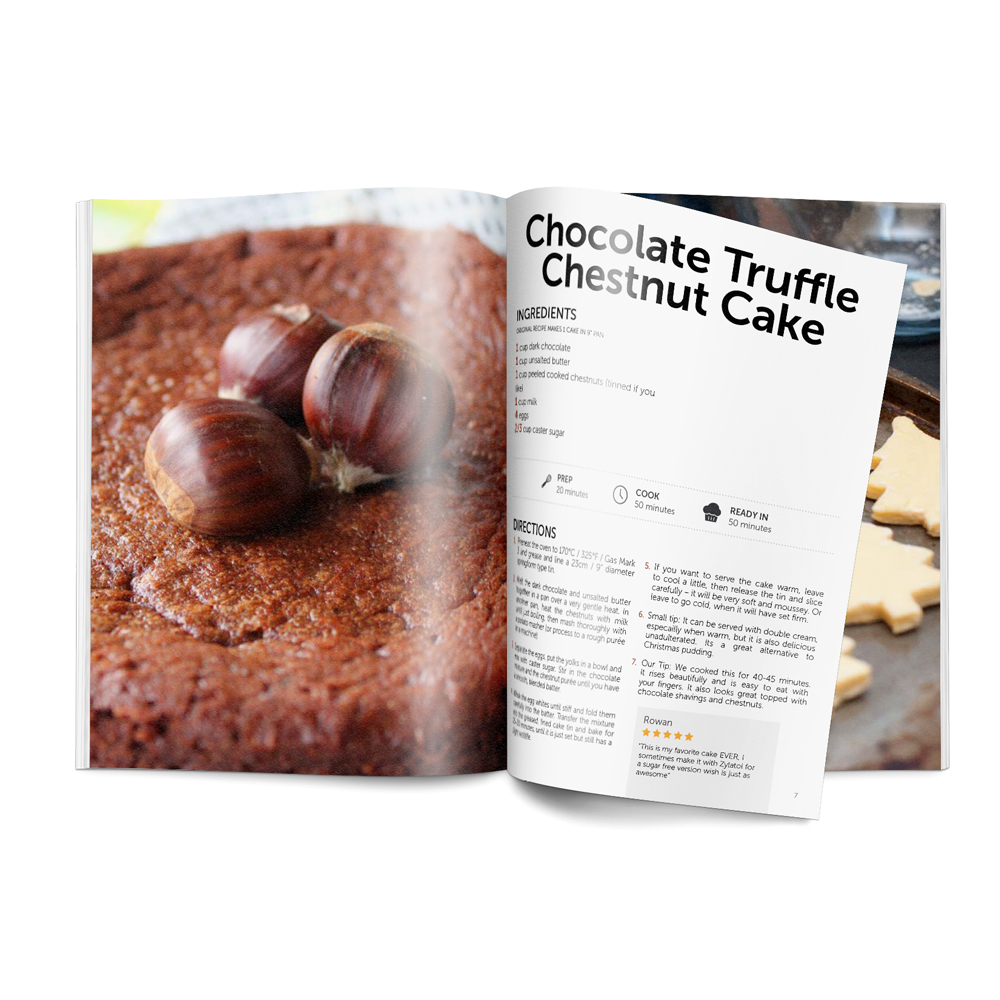 Chocolate Truffle
Chestnut Cake
INGREDIENTS
ORIGINAL RECIPE MAKES 1 CAKE IN 9" PAN
1 cup dark chocolate
1 cup unsalted butter
1 cup peeled cooked chestnuts (tinned if you
like)
1 cup milk
4 eggs
2/3 cup caster sugar
PREP
20 minutes
COOK
50 minutes
READY IN
50 minutes
DIRECTIONS
1. Preheat the oven to 170°C / 325°F / Gas Mark
3 and grease and line a 23cm / 9" diameter
springform type tin.
the dark chocolate and unsalted butter
together in a pan over a very gentle heat. In
another pan, heat the chestnuts with milk
until just boiling, then mash thoroughly with
a potato masher (or process to a rough purée
in a machine)
the eggs: put the yolks in a bowl and
mix with caster sugar. Stir in the chocolate
mixture and the chestnut purée until you have
a smooth, blended batter.
the egg whites until stiff and fold them
carefully into the batter. Transfer the mixture
to the greased, lined cake tin and bake for
minutes, until it is just set but still has a
slight wobble.
5. If you want to serve the cake warm, leave
to cool a little, then release the tin and slice
carefully – it will be very soft and moussey. Or
leave to go cold, when it will have set firm.
6. Small tip: It can be served with double cream,
especially when warm, but it is also delicious
unadulterated. Its a great alternative to
Christmas pudding.
7. Our Tip: We cooked this for 40-45 minutes.
it rises beautifully and is easy to eat with
your fingers. it also looks great topped with
chocolate shavings and chestnuts.
Rowan
"This is my favorite cake EVER, i
sometimes make it with Zylatol for
a sugar free version wish is just as
awesome"
7